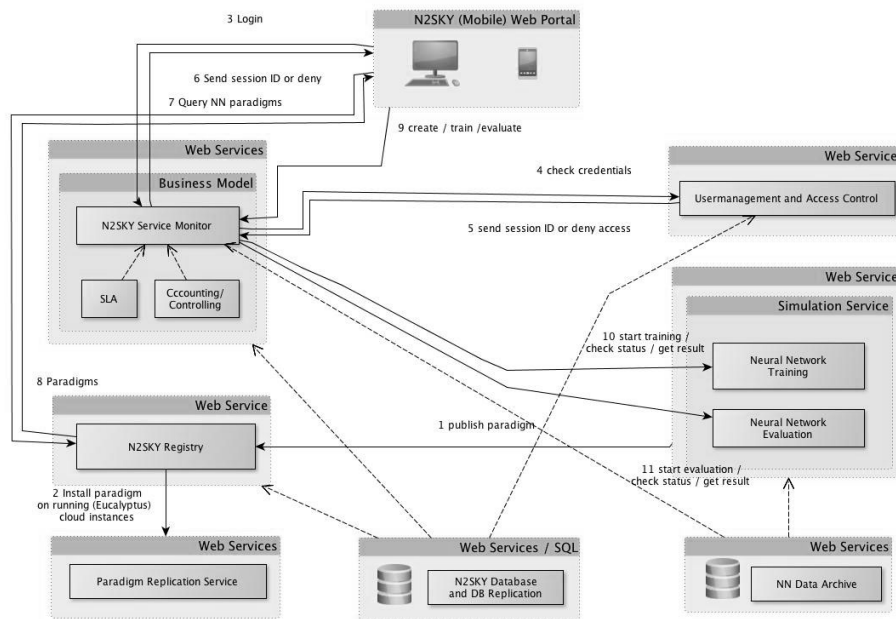 3 Login
N2SKY (Mobile) Web Portal
6 Send session ID or deny
7 Query NN paradigms
9 create / train /evaluate
Web Services
Business Model
N2SKY Service Monitor
SLA
Cccounting/
Controlling
4 check credentials
5 send session ID or deny access
Web Service
Usermanagement and Access Control
Web Service
Simulation Service
10 start training /
check status / get result
Neural Network
Training
Neural Network
Evaluation
11 start evaluation /
check status / get result
8 Paradigms
Web Service
N2SKY Registry
1 publish paradigm
2 Install paradigm
on running (Eucalyptus)
cloud instances
Web Services
Paradigm Replication Service
Web Services / SQL
N2SKY Database
and DB Replication
Web Services
NN Data Archive